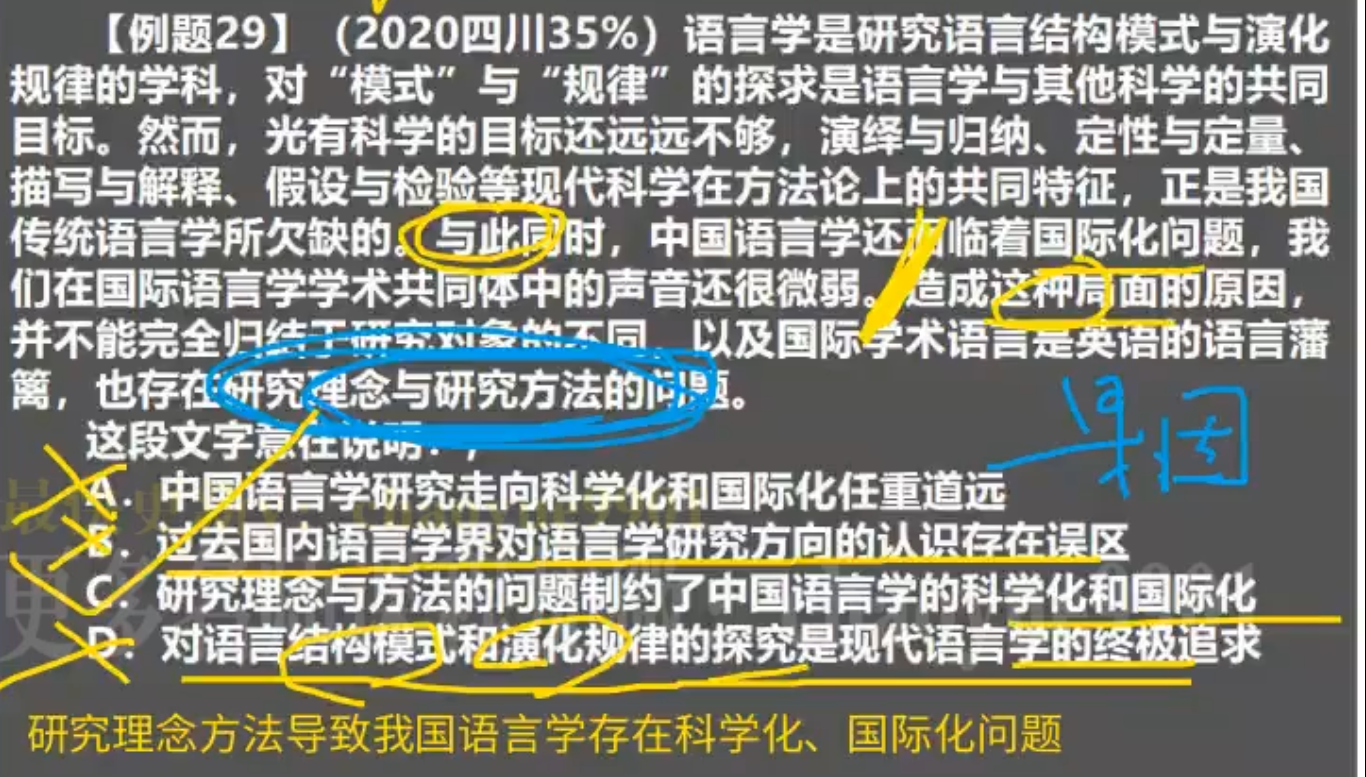 【例题29】（2020四川35%）语言学是研究语言结构模式与演化
规律的学科，对“模式”与“规律”的探求是语言学与其他科学的共同
目标。然而，光有科学的目标还远远不够，演绎与归纳、定性与定量、
描写与解释、假设与检验等现代科学在方法论上的共同特征，正是我国
传统语言学所欠缺的。与此同时，中国语言学还面临着国际化问题，我
们在国际语言学学术共同体中的声音还很微弱。造成这种局面的原因，
并不能完全归结于研究对象的不同，以及国际学术语言是英语的语言藩
篱，也存在研究理念与研究方法的问题。
导因
这段文字意在说明：
A．中国语言学研究走向科学化和国际化任重道远
B．过去国内语言学界对语言学研究方向的认识存在误区
C．研究理念与方法的问题制约了中国语言学的科学化和国际化
D．对语言结构模式和演化规律的探究是现代语言学的终极追求
研究理念方法导致我国语言学存在科学化、国际化问题